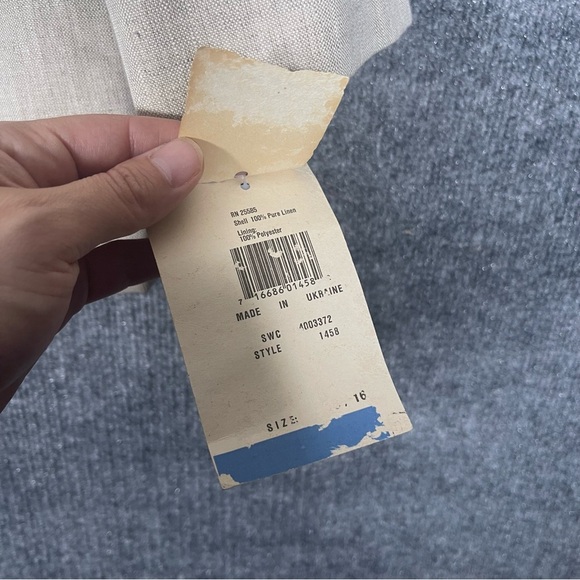 RN 25585
Shell 100% Pure Linen
Lining:
100% Polyester
7 16686 01458
MADE IN UKRAINE
SWC 4003372
STYLE 1458
SIZE: 16